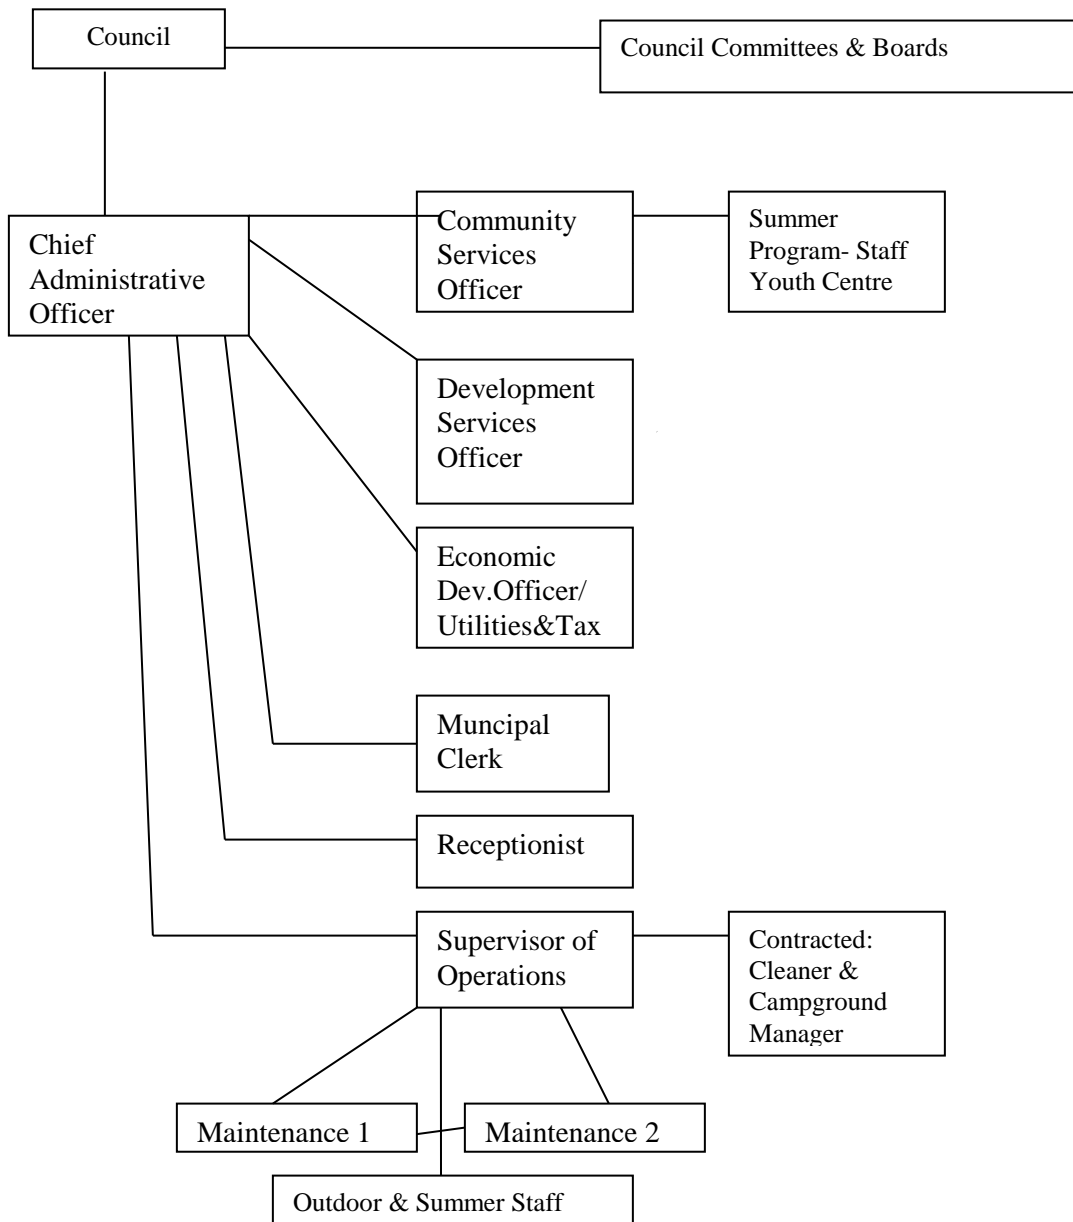 Council
Council Committees & Boards
Chief
Administrative
Officer
Community
Services
Officer
Summer
Program- Staff
Youth Centre
Development
Services
Officer
Economic
Dev.Officer/
Utilities&Tax
Muncipal
Clerk
Receptionist
Supervisor of
Operations
Contracted:
Cleaner &
Campground
Manager
Maintenance 1
Maintenance 2
Outdoor & Summer Staff